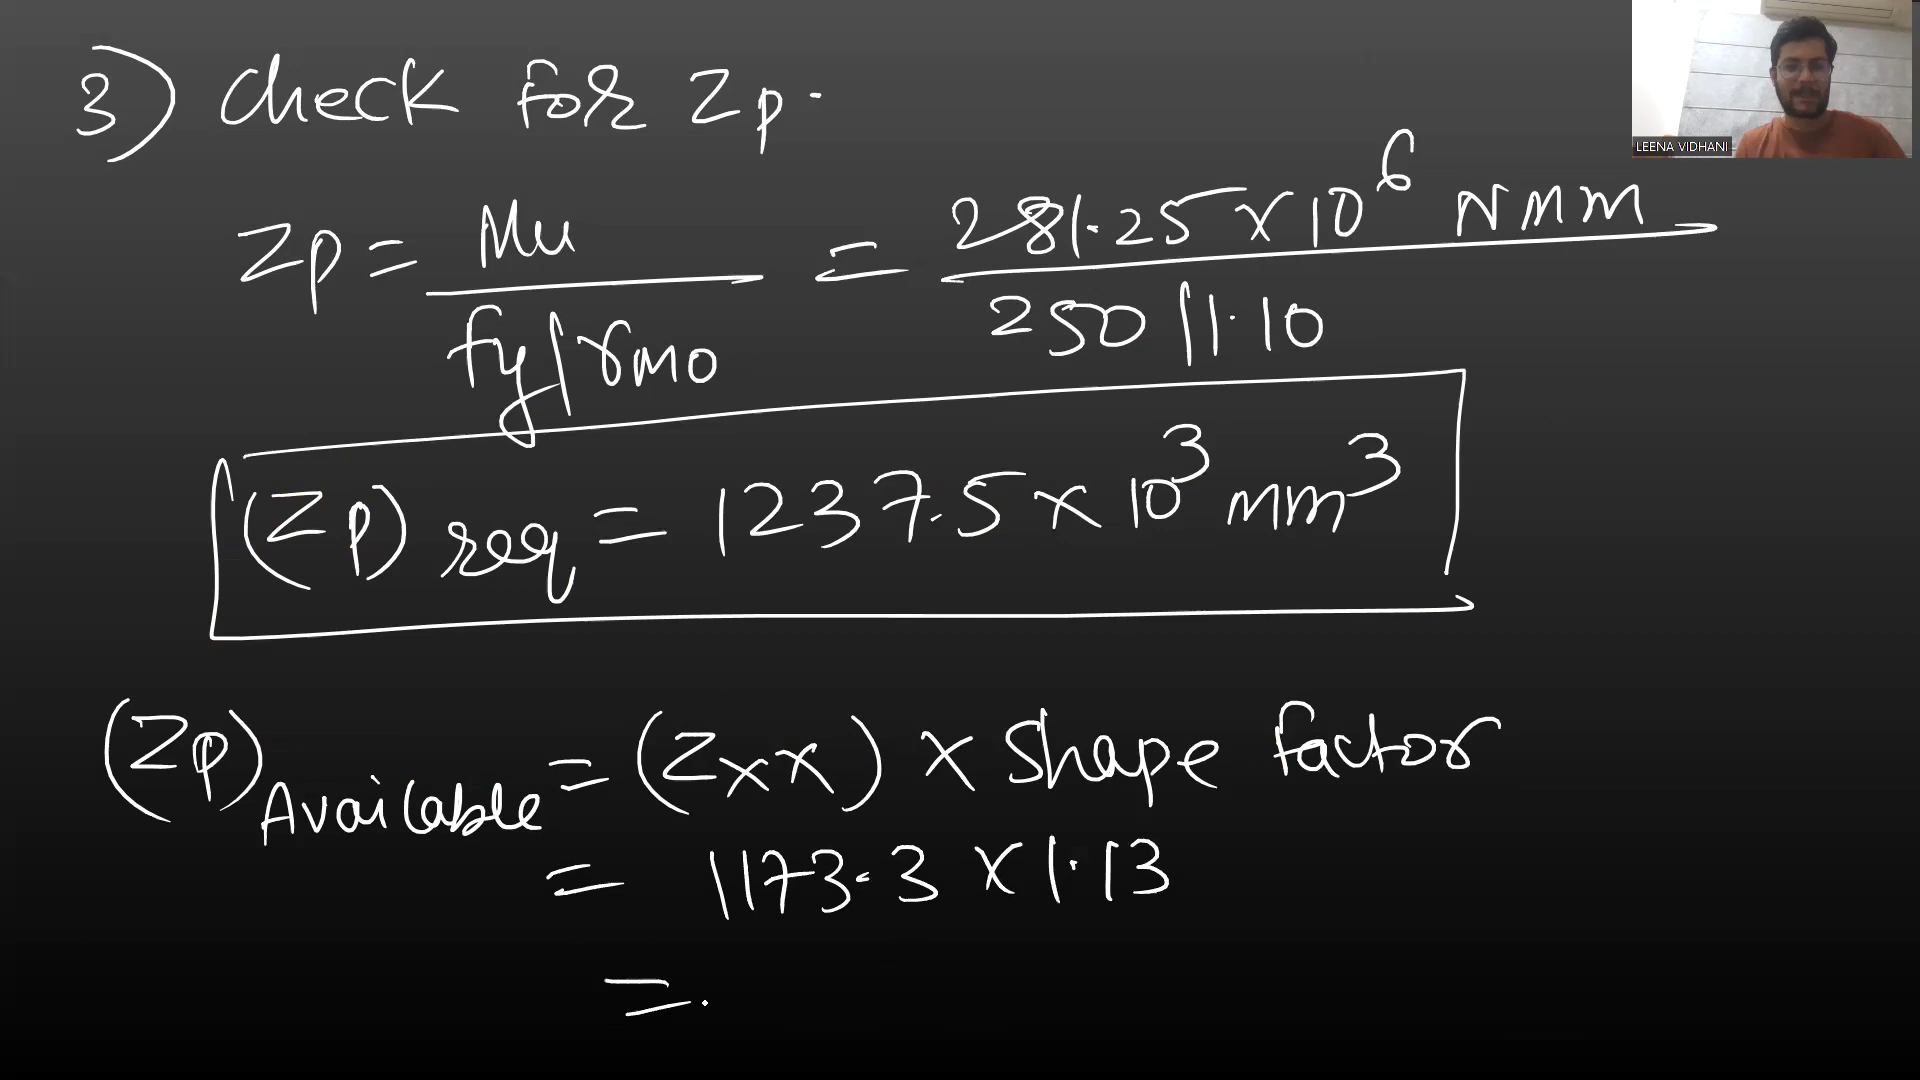 3) Check for Zp.
LEENA VIDHANI
Zp = Mu / fy/γm0 = 281.25 x 10^6 NMM / 250/1.10
(Zp) req = 1237.5 x 10^3 mm^3
(Zp) Available = (Zxx) x shape factor
= 1173.3 x 1.13
=.